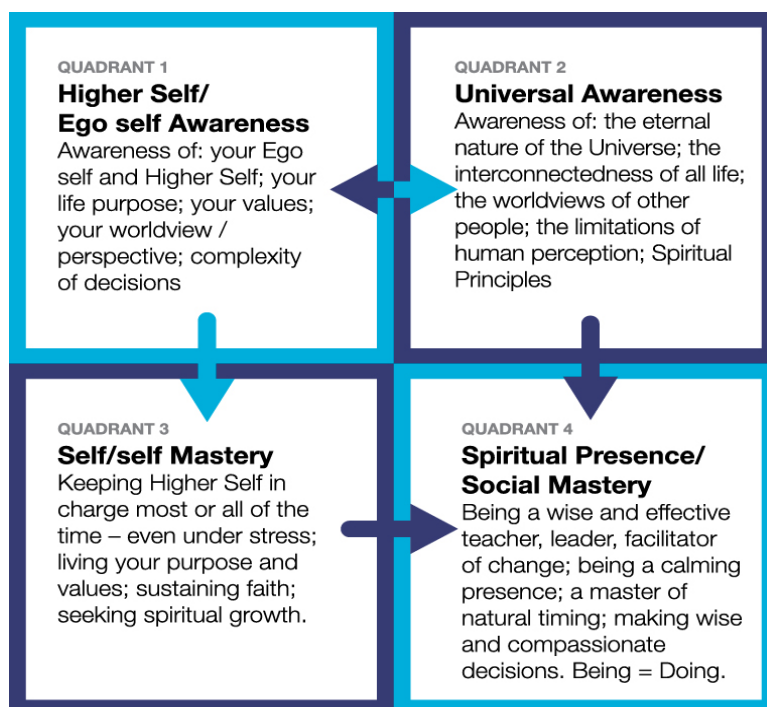 QUADRANT 1
Higher Self/
Ego self Awareness
Awareness of: your Ego
self and Higher Self; your
life purpose; your values;
your worldview /
perspective; complexity
of decisions
QUADRANT 2
Universal Awareness
Awareness of: the eternal
nature of the Universe; the
interconnectedness of all life;
the worldviews of other
people; the limitations of
human perception; Spiritual
Principles
QUADRANT 3
Self/self Mastery
Keeping Higher Self in
charge most or all of the
time – even under stress;
living your purpose and
values; sustaining faith;
seeking spiritual growth.
QUADRANT 4
Spiritual Presence/
Social Mastery
Being a wise and effective
teacher, leader, facilitator
of change; being a calming
presence; a master of
natural timing; making wise
and compassionate
decisions. Being = Doing.